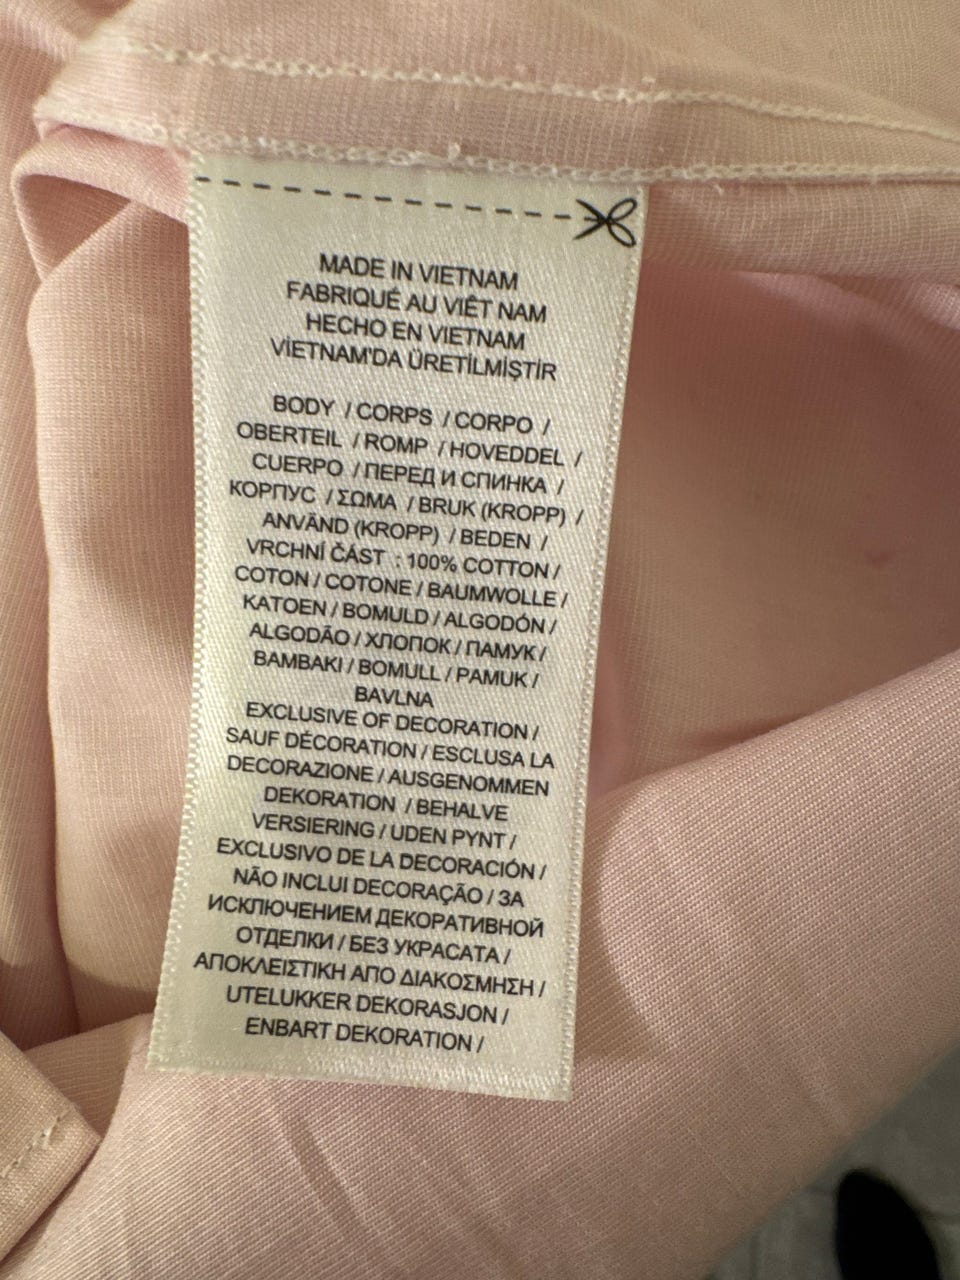 MADE IN VIETNAM
FABRIQUÉ AU VIÊT NAM
HECHO EN VIETNAM
VİETNAM'DA ÜRETİLMİŞTİR
BODY / CORPS / CORPO /
OBERTEIL / ROMP / HOVEDDEL /
CUERPO / ПЕРЕД И СПИНКА /
КОРПУС / ΣΩΜΑ / BRUK (KROPP) /
ANVÄND (KROPP) / BEDEN /
VRCHNÍ ČÁST : 100% COTTON /
COTON / COTONE / BAUMWOLLE /
KATOEN / BOMULD / ALGODÓN /
ALGODÃO / ХЛОПОК / ПАМУК /
ΒΑΜΒΑΚΙ / BOMULL / PAMUK /
BAVLNA
EXCLUSIVE OF DECORATION /
SAUF DÉCORATION / ESCLUSA LA
DECORAZIONE / AUSGENOMMEN
DEKORATION / BEHALVE
VERSIERING / UDEN PYNT /
EXCLUSIVO DE LA DECORACIÓN /
NÃO INCLUI DECORAÇÃO / ЗА
ИСКЛЮЧЕНИЕМ ДЕКОРАТИВНОЙ
ОТДЕЛКИ / БЕЗ УКРАСАТА /
ΑΠΟΚΛΕΙΣΤΙΚΗ ΑΠΟ ΔΙΑΚΟΣΜΗΣΗ /
UTELUKKER DEKORASJON /
ENBART DEKORATION /